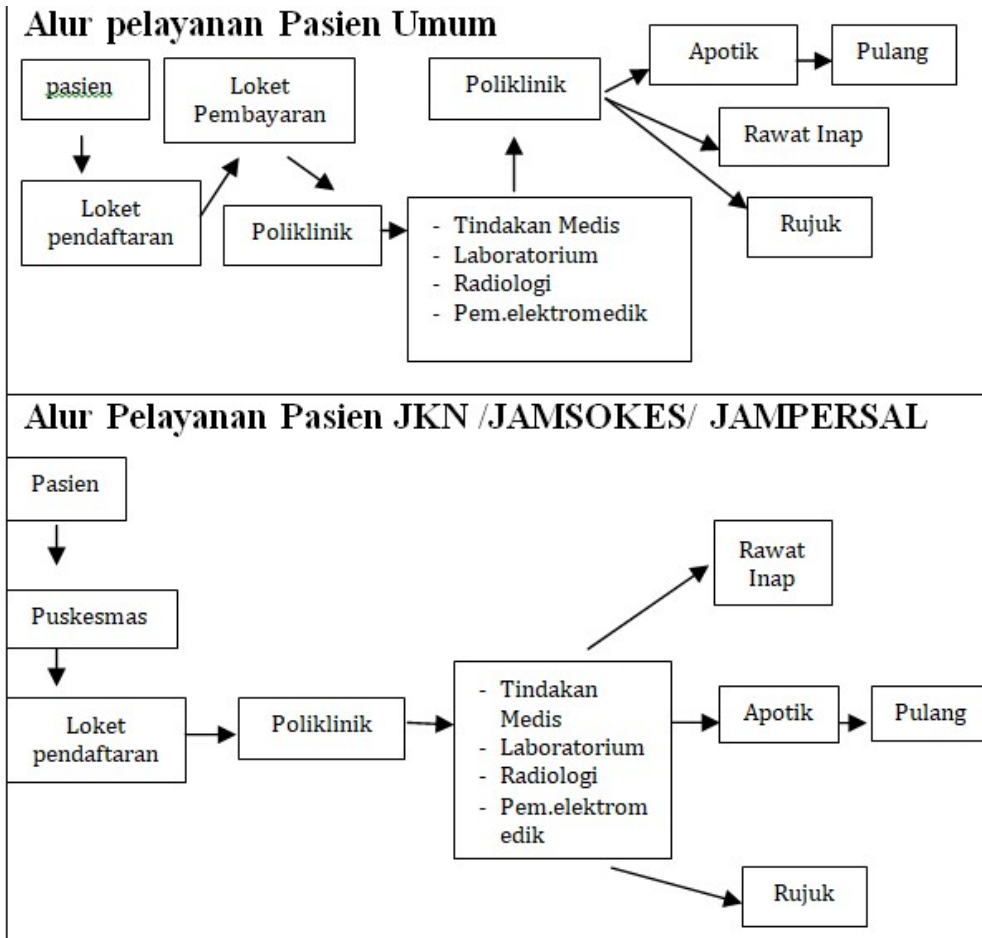 Alur pelayanan Pasien Umum
pasien
Loket
pendaftaran
Loket
Pembayaran
Poliklinik
- Tindakan Medis
- Laboratorium
- Radiologi
- Pem.elektromedik
Poliklinik
Apotik
Pulang
Rawat Inap
Rujuk
Alur Pelayanan Pasien JKN /JAMSOKES/ JAMPERSAL
Pasien
Puskesmas
Loket
pendaftaran
Poliklinik
- Tindakan
Medis
- Laboratorium
- Radiologi
- Pem.elektrom
edik
Rawat
Inap
Apotik
Pulang
Rujuk